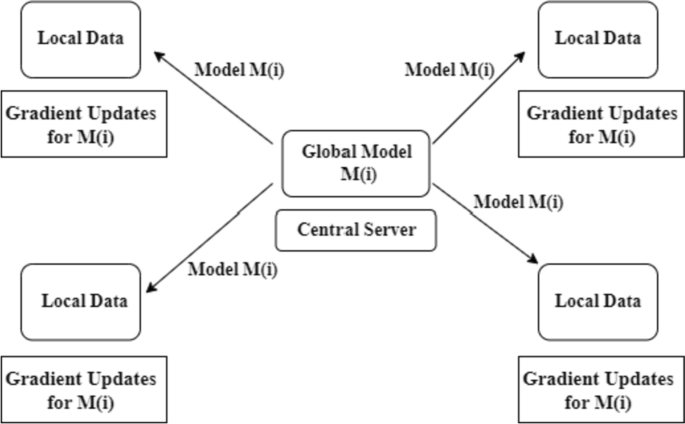 Local Data
Local Data
Model M(i)
Model M(i)
Gradient Updates
for M(i)
Gradient Updates
for M(i)
Global Model
M(i)
Model M(i)
Central Server
Model M(i)
Local Data
Local Data
Gradient Updates
for M(i)
Gradient Updates
for M(i)